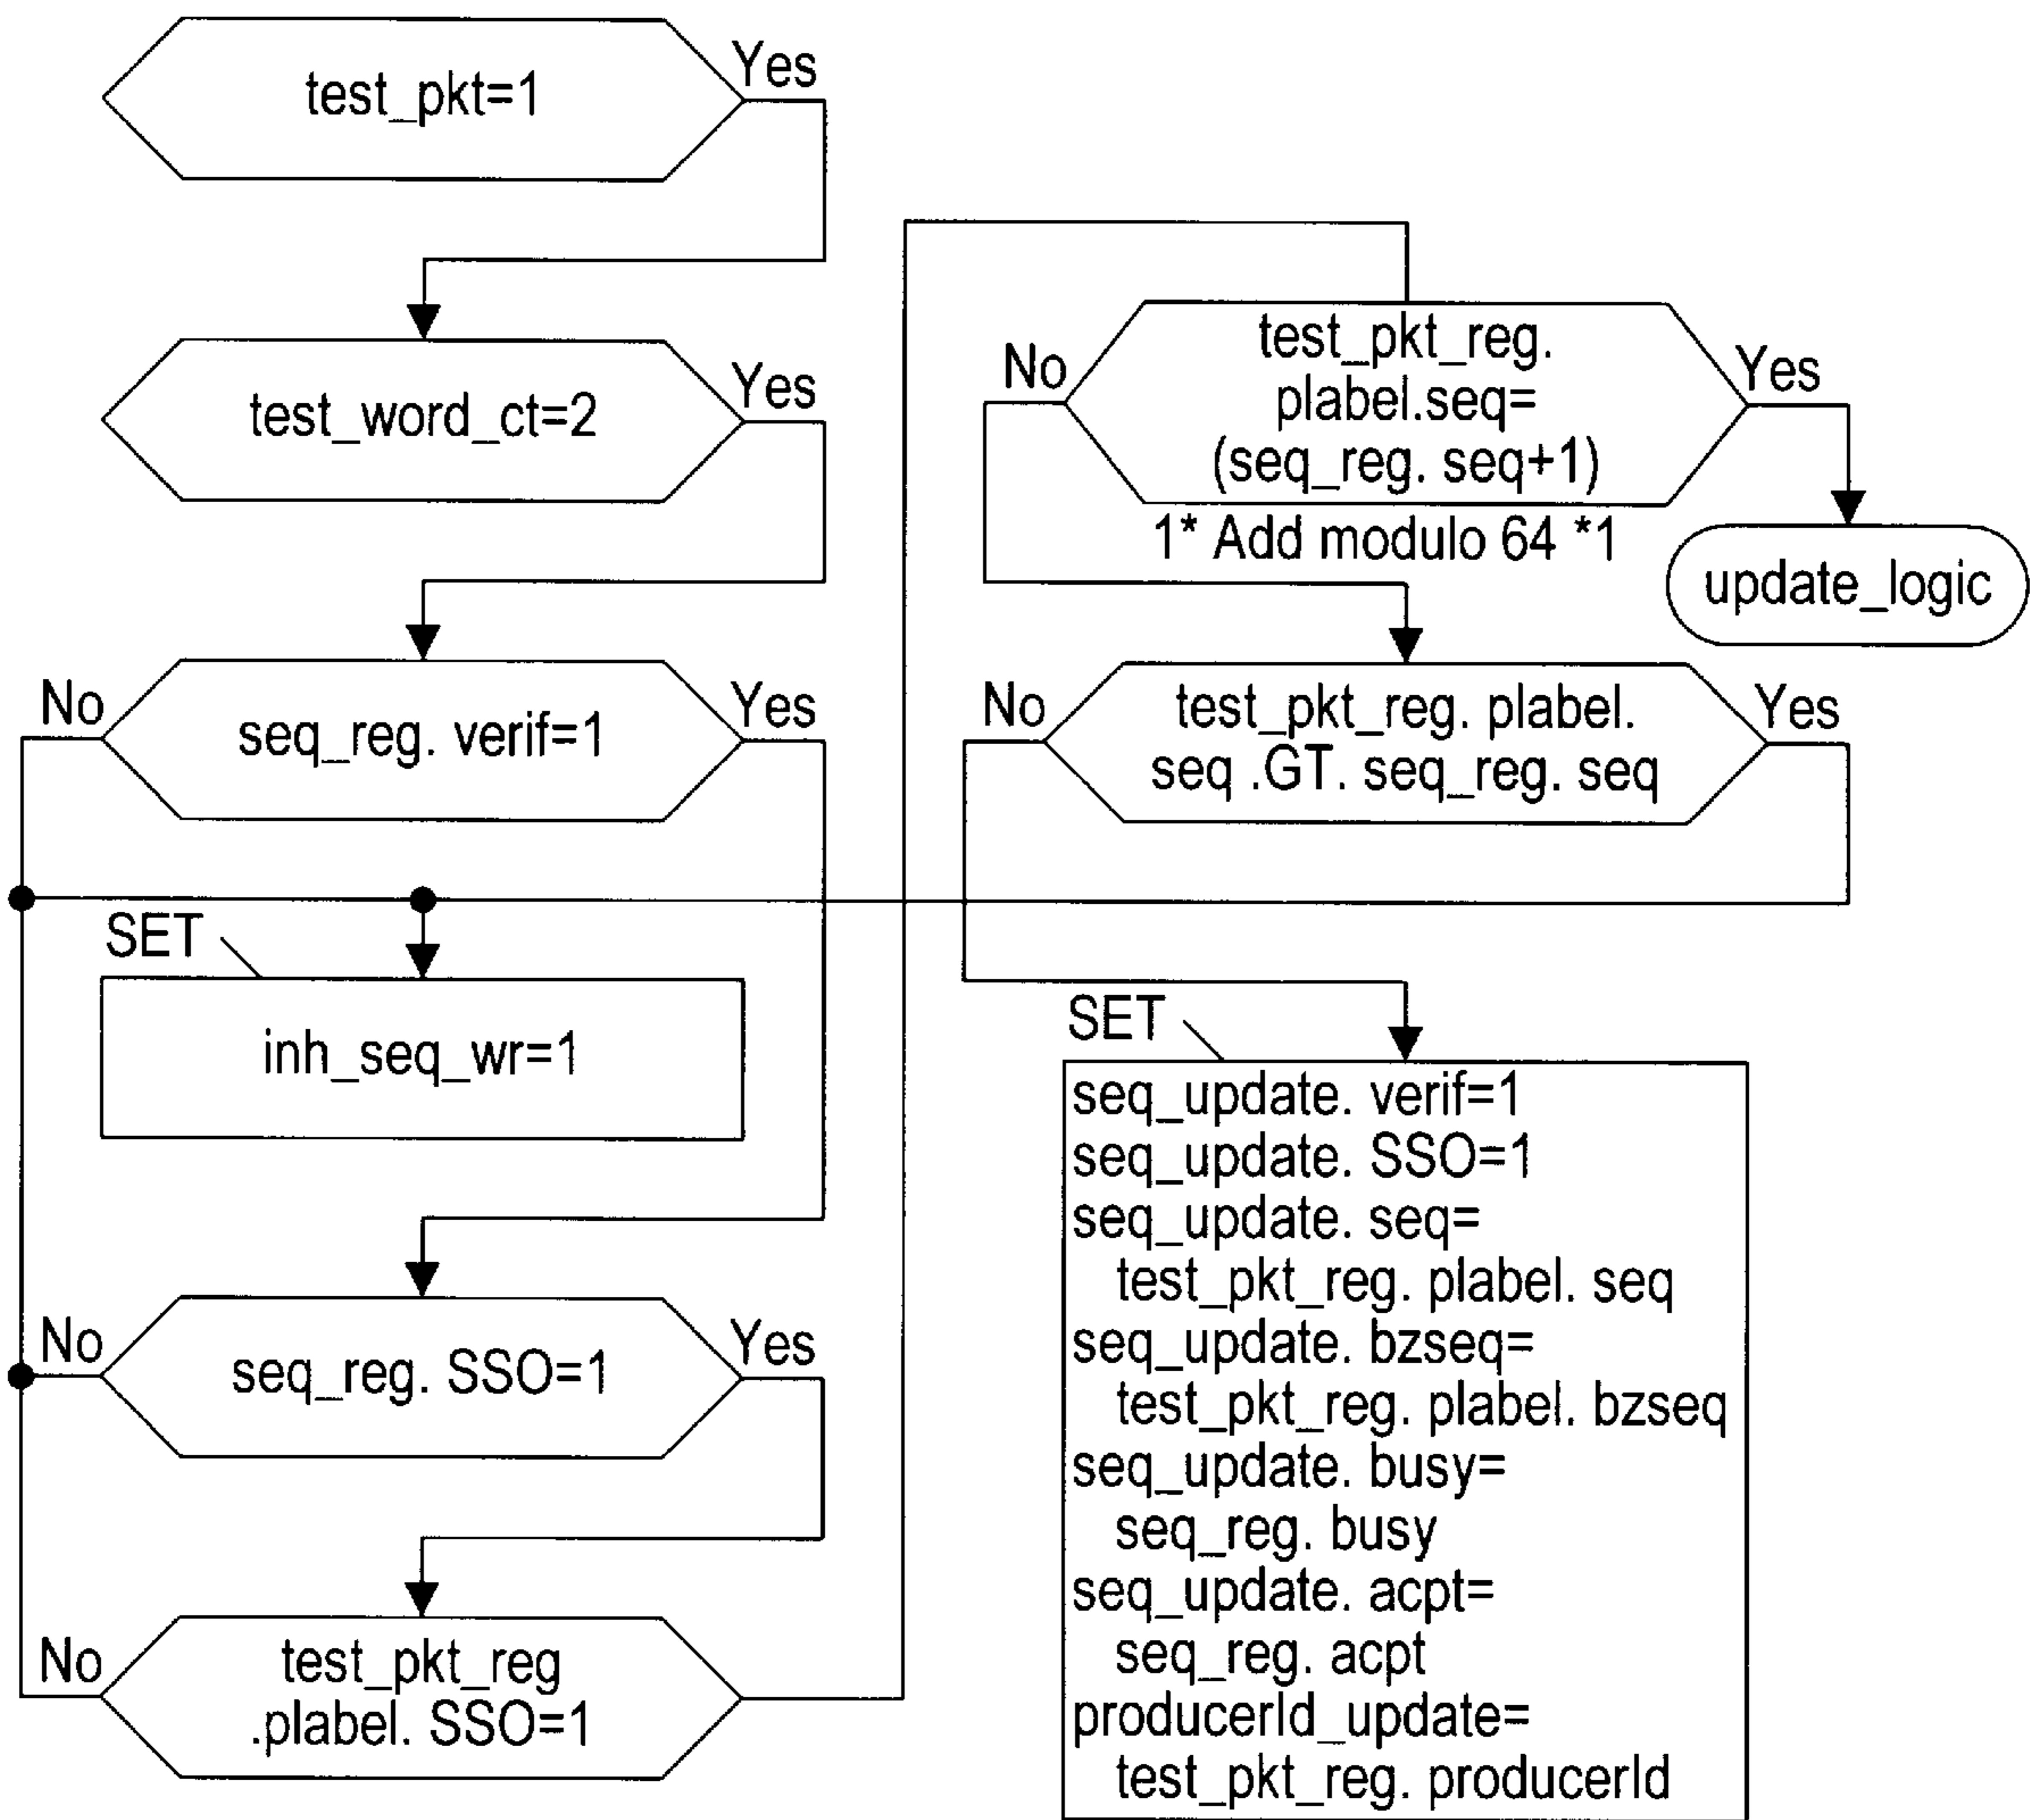 test_pkt=1
Yes
test_word_ct=2
Yes
No
seq_reg. verif=1
Yes
SET
inh_seq_wr=1
No
seq_reg. SSO=1
Yes
No
test_pkt_reg
.plabel. SSO=1
No
test_pkt_reg.
plabel.seq=
(seq_reg. seq+1)
Yes
1* Add modulo 64 *1
update_logic
No
test_pkt_reg. plabel.
seq .GT. seq_reg. seq
Yes
SET
seq_update. verif=1
seq_update. SSO=1
seq_update. seq=
test_pkt_reg. plabel. seq
seq_update. bzseq=
test_pkt_reg. plabel. bzseq
seq_update. busy=
seq_reg. busy
seq_update. acpt=
seq_reg. acpt
producerId_update=
test_pkt_reg. producerId